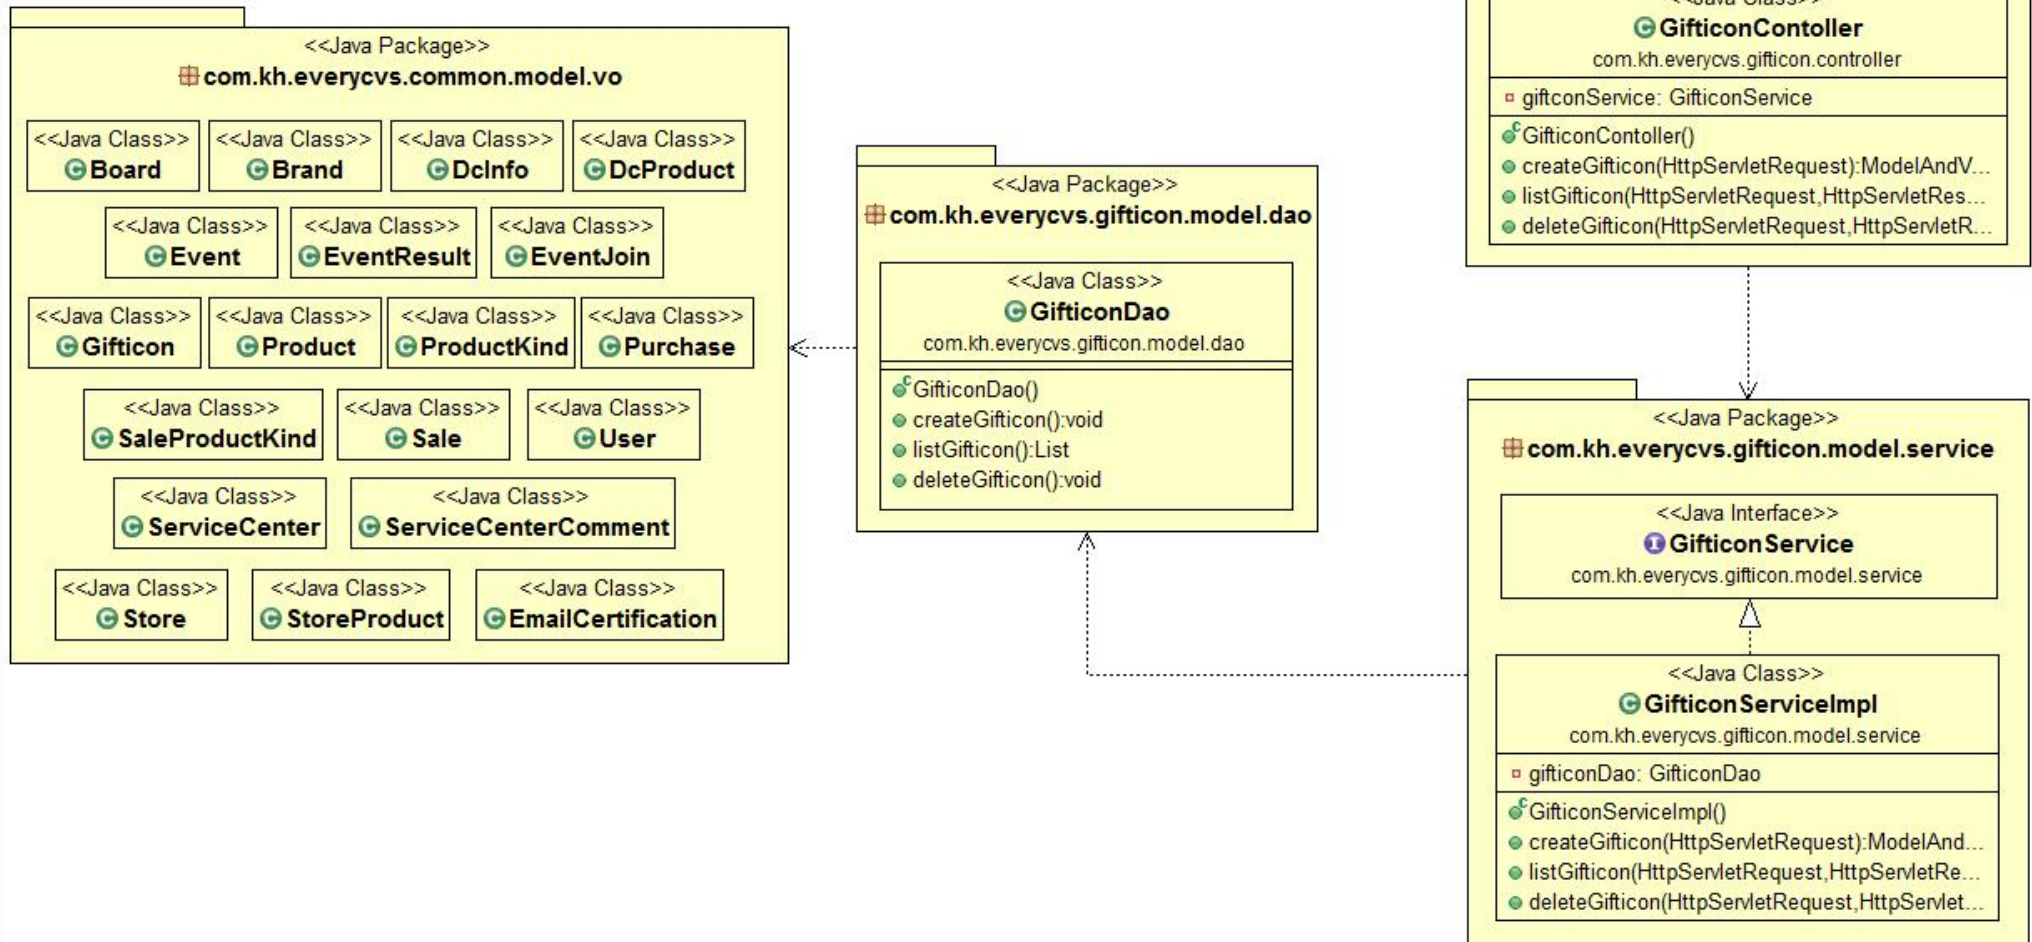 <<Java Package>>
com.kh.everycvs.common.model.vo
<<Java Class>> <<Java Class>> <<Java Class>> <<Java Class>>
Board Brand DcInfo DcProduct
<<Java Class>> <<Java Class>> <<Java Class>>
Event EventResult EventJoin
<<Java Class>> <<Java Class>> <<Java Class>> <<Java Class>>
Gifticon Product ProductKind Purchase
<<Java Class>> <<Java Class>> <<Java Class>>
SaleProductKind Sale User
<<Java Class>> <<Java Class>>
ServiceCenter ServiceCenterComment
<<Java Class>> <<Java Class>> <<Java Class>>
Store StoreProduct EmailCertification
<<Java Package>>
com.kh.everycvs.gifticon.model.dao
<<Java Class>>
GifticonDao
com.kh.everycvs.gifticon.model.dao
GifticonDao()
createGifticon():void
listGifticon():List
deleteGifticon():void
<<Java Class>>
GifticonContoller
com.kh.everycvs.gifticon.controller
giftconService: GifticonService
GifticonContoller()
createGifticon(HttpServletRequest):ModelAndV...
listGifticon(HttpServletRequest,HttpServletRes...
deleteGifticon(HttpServletRequest,HttpServletR...
<<Java Package>>
com.kh.everycvs.gifticon.model.service
<<Java Interface>>
GifticonService
com.kh.everycvs.gifticon.model.service
<<Java Class>>
GifticonServiceImpl
com.kh.everycvs.gifticon.model.service
gifticonDao: GifticonDao
GifticonServiceImpl()
createGifticon(HttpServletRequest):ModelAnd...
listGifticon(HttpServletRequest,HttpServletRe...
deleteGifticon(HttpServletRequest,HttpServlet...